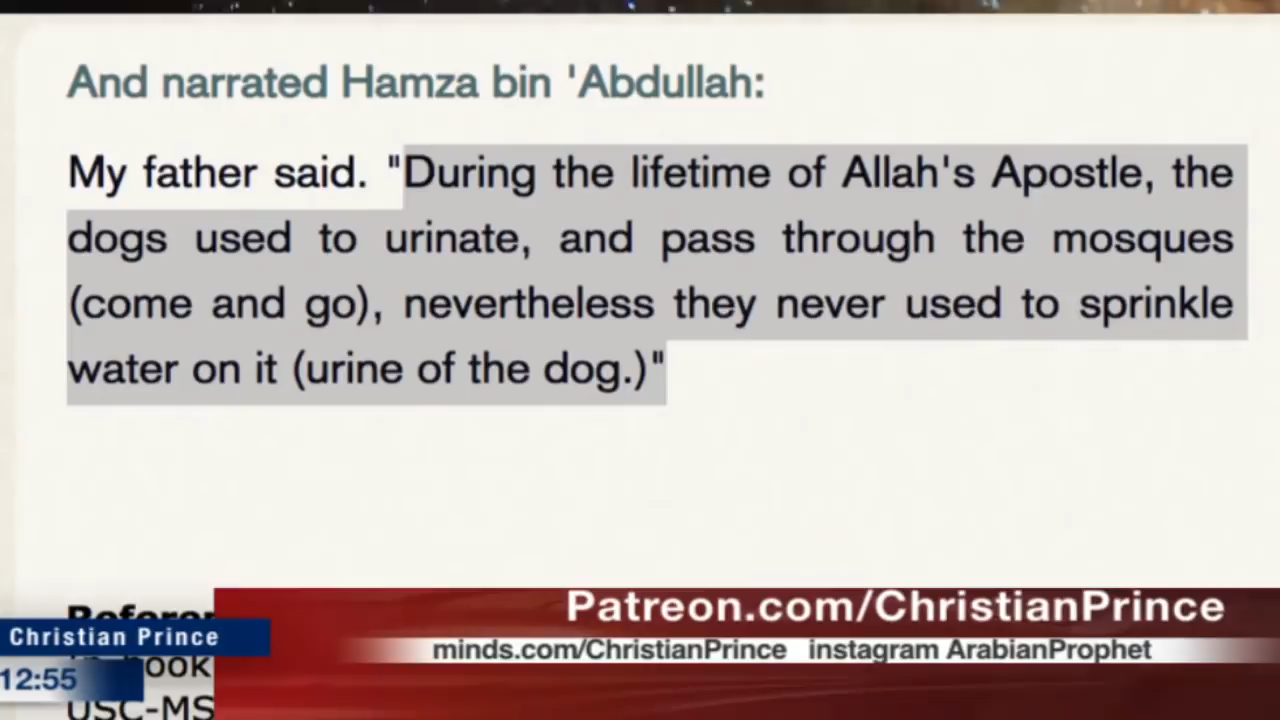 And narrated Hamza bin 'Abdullah:
My father said. "During the lifetime of Allah's Apostle, the
dogs used to urinate, and pass through the mosques
(come and go), nevertheless they never used to sprinkle
water on it (urine of the dog.)"
Patreon.com/ChristianPrince
Christian Prince
minds.com/ChristianPrince instagram ArabianProphet
book
12:55
USC-MS